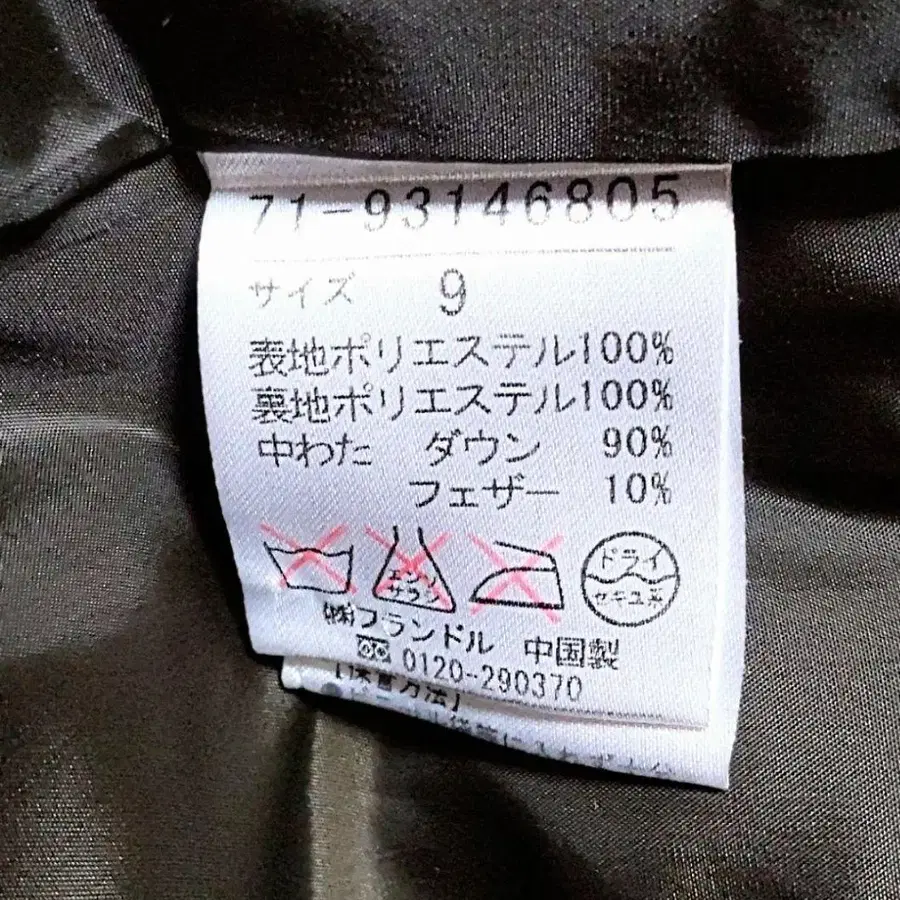 71-93146805
サイズ 9
表地ポリエステル100%
裏地ポリエステル100%
中わた ダウン 90%
フェザー 10%
エンソ
サラシ
ドライ
セキユ系
㈱フランドル 中国製
0120-290370